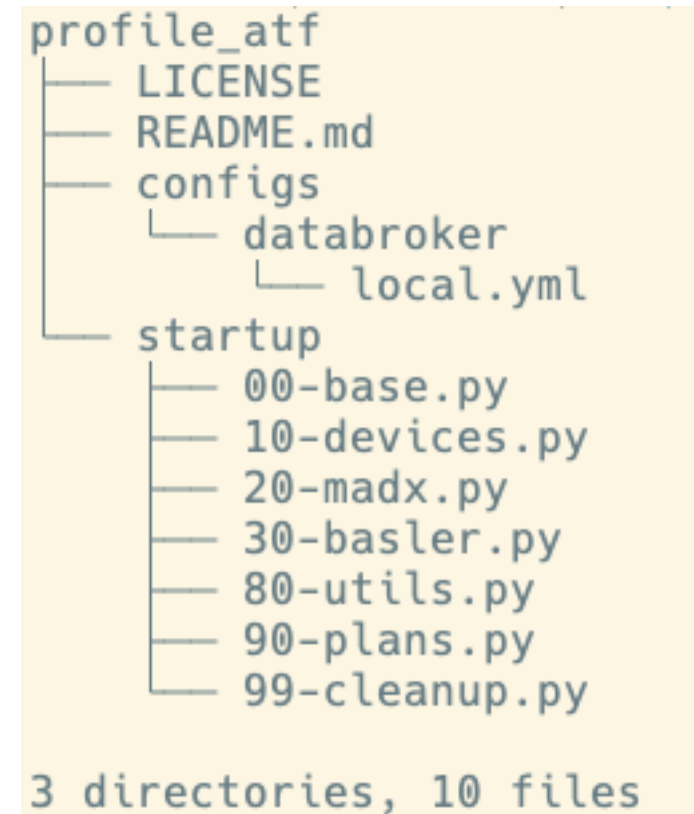 profile_atf
├── LICENSE
├── README.md
├── configs
│   └── databroker
│       └── local.yml
└── startup
    ├── 00-base.py
    ├── 10-devices.py
    ├── 20-madx.py
    ├── 30-basler.py
    ├── 80-utils.py
    ├── 90-plans.py
    └── 99-cleanup.py

3 directories, 10 files